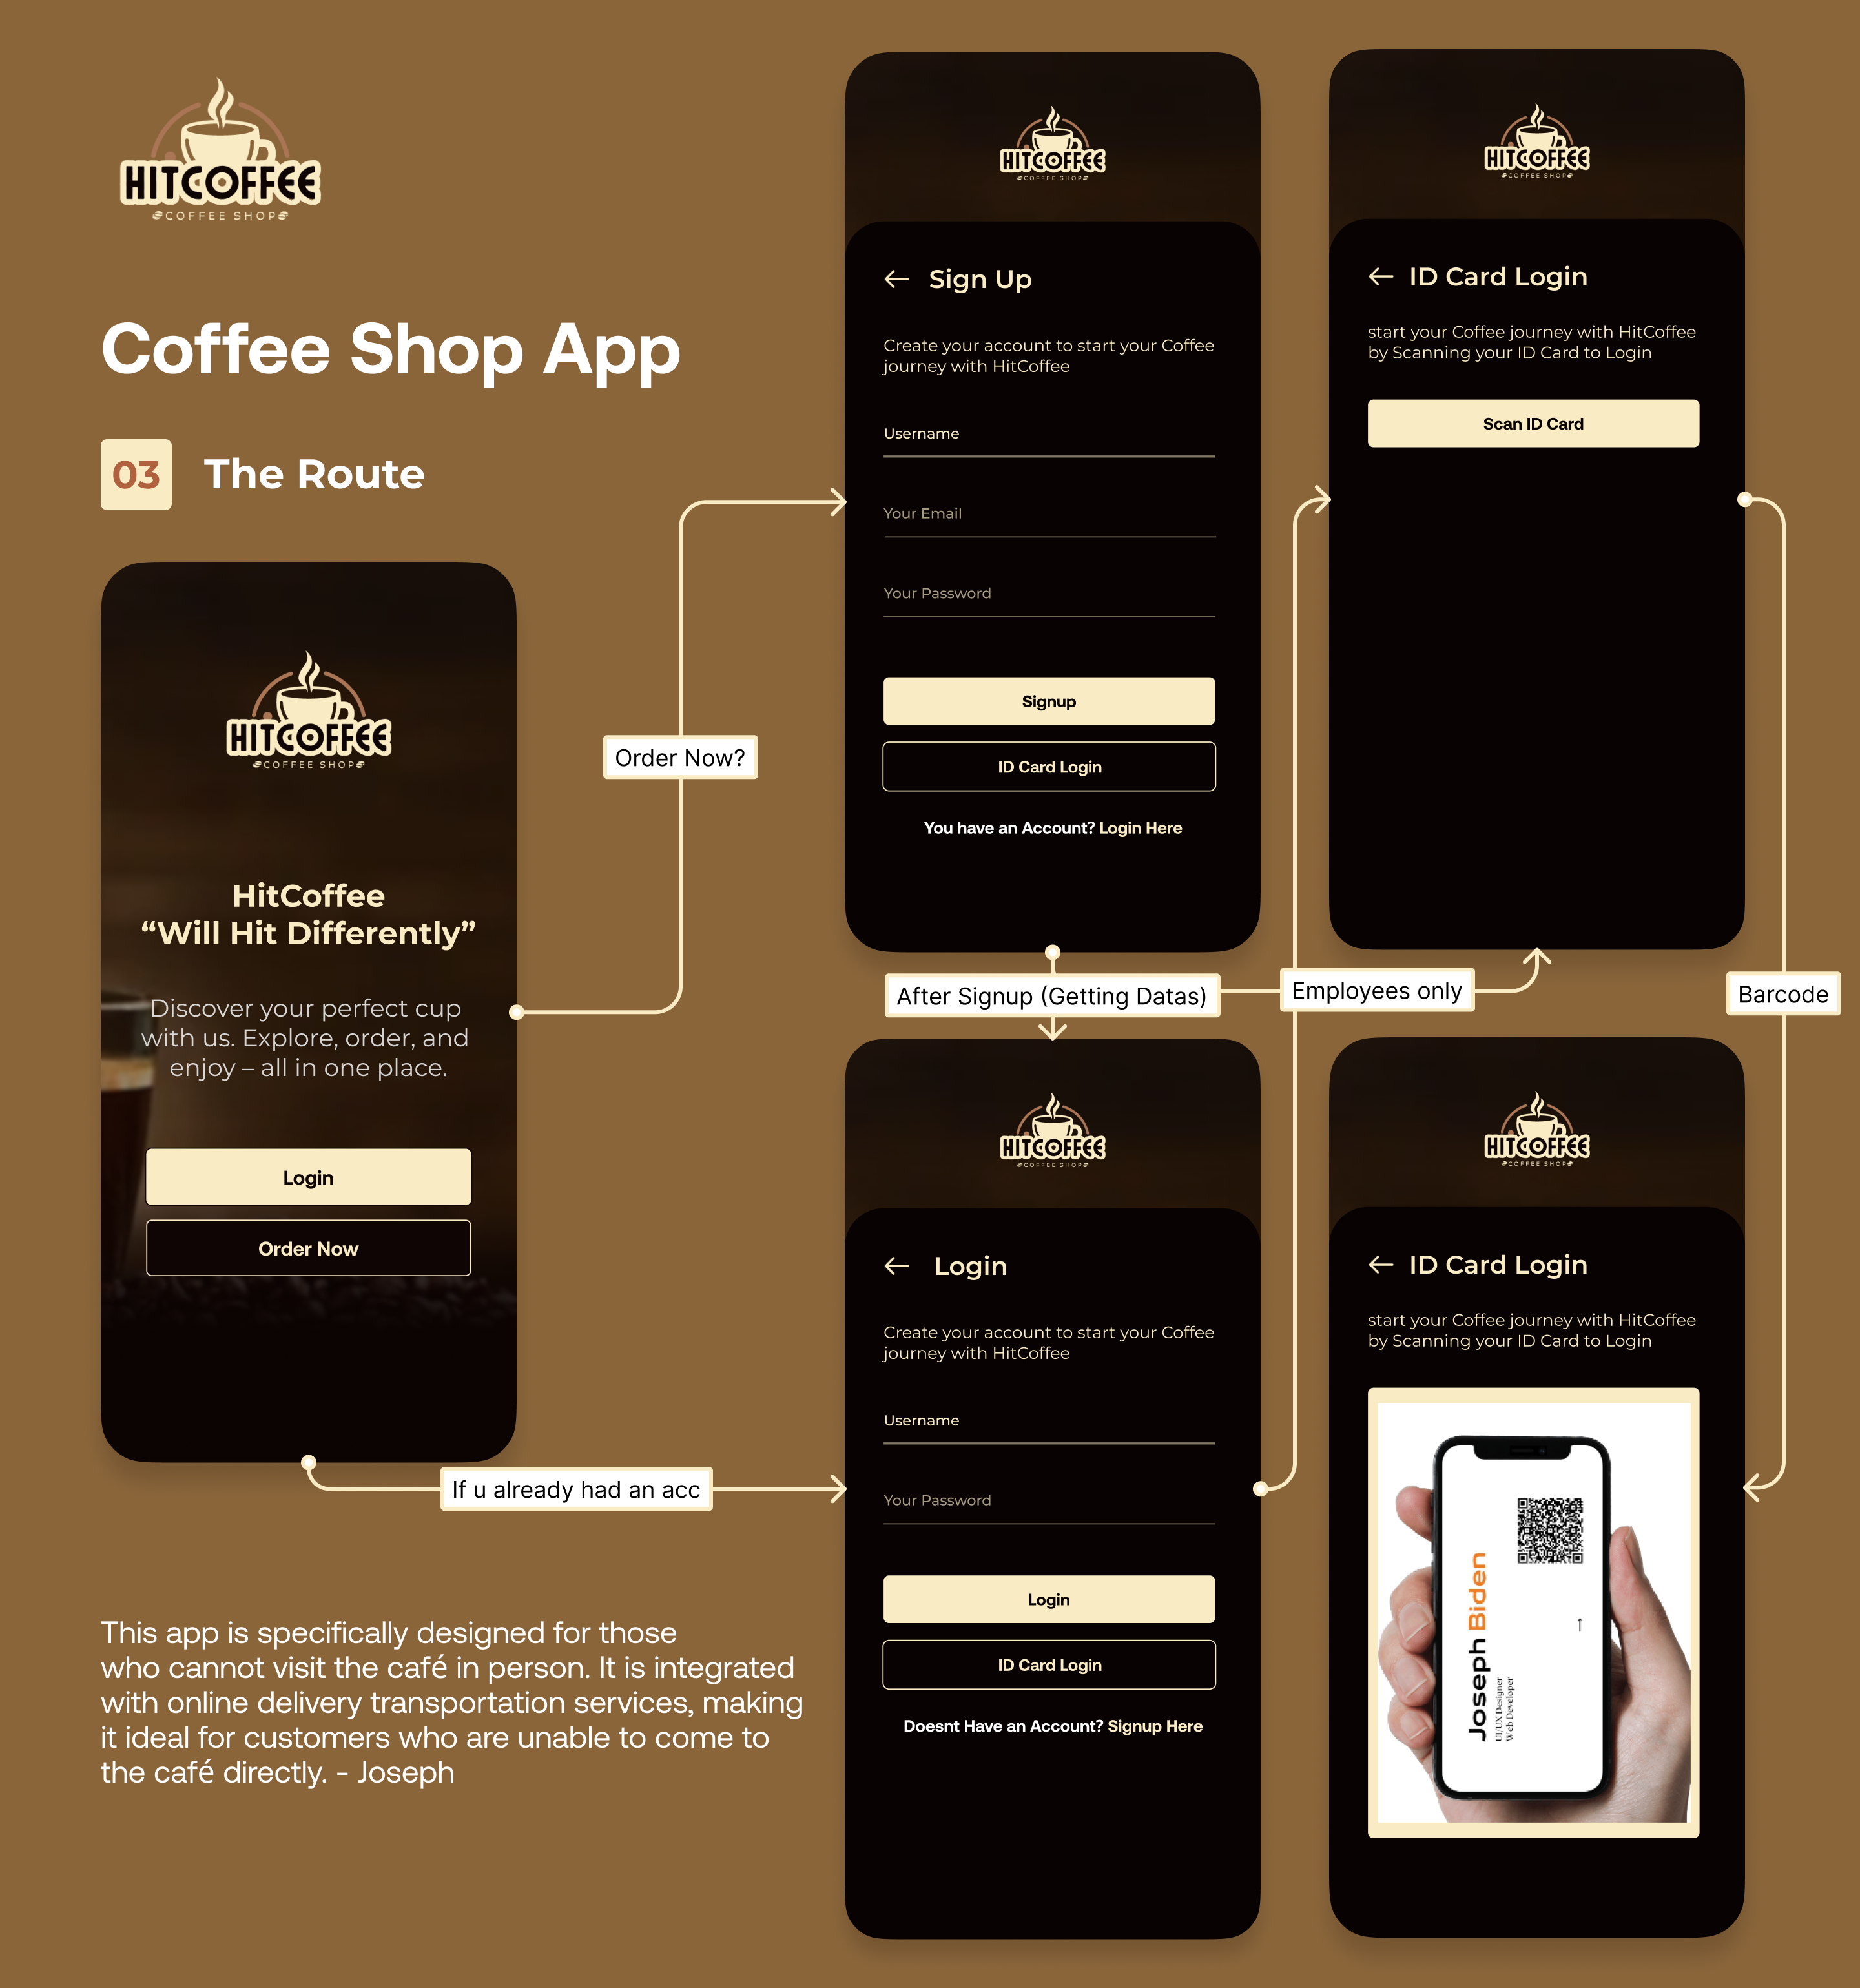 HITCOFFEE
COFFEE SHOP
Coffee Shop App
03
The Route
HITCOFFEE
COFFEE SHOP
HitCoffee
“Will Hit Differently”
Discover your perfect cup
with us. Explore, order, and
enjoy – all in one place.
Login
Order Now
Order Now?
If u already had an acc
This app is specifically designed for those
who cannot visit the café in person. It is integrated
with online delivery transportation services, making
it ideal for customers who are unable to come to
the café directly. - Joseph
HITCOFFEE
COFFEE SHOP
Sign Up
Create your account to start your Coffee
journey with HitCoffee
Username
Your Email
Your Password
Signup
ID Card Login
You have an Account? Login Here
After Signup (Getting Datas)
Employees only
Barcode
HITCOFFEE
COFFEE SHOP
ID Card Login
start your Coffee journey with HitCoffee
by Scanning your ID Card to Login
Scan ID Card
HITCOFFEE
COFFEE SHOP
Login
Create your account to start your Coffee
journey with HitCoffee
Username
Your Password
Login
ID Card Login
Doesnt Have an Account? Signup Here
HITCOFFEE
COFFEE SHOP
ID Card Login
start your Coffee journey with HitCoffee
by Scanning your ID Card to Login
Joseph Biden
UI/UX Designer
Web Developer